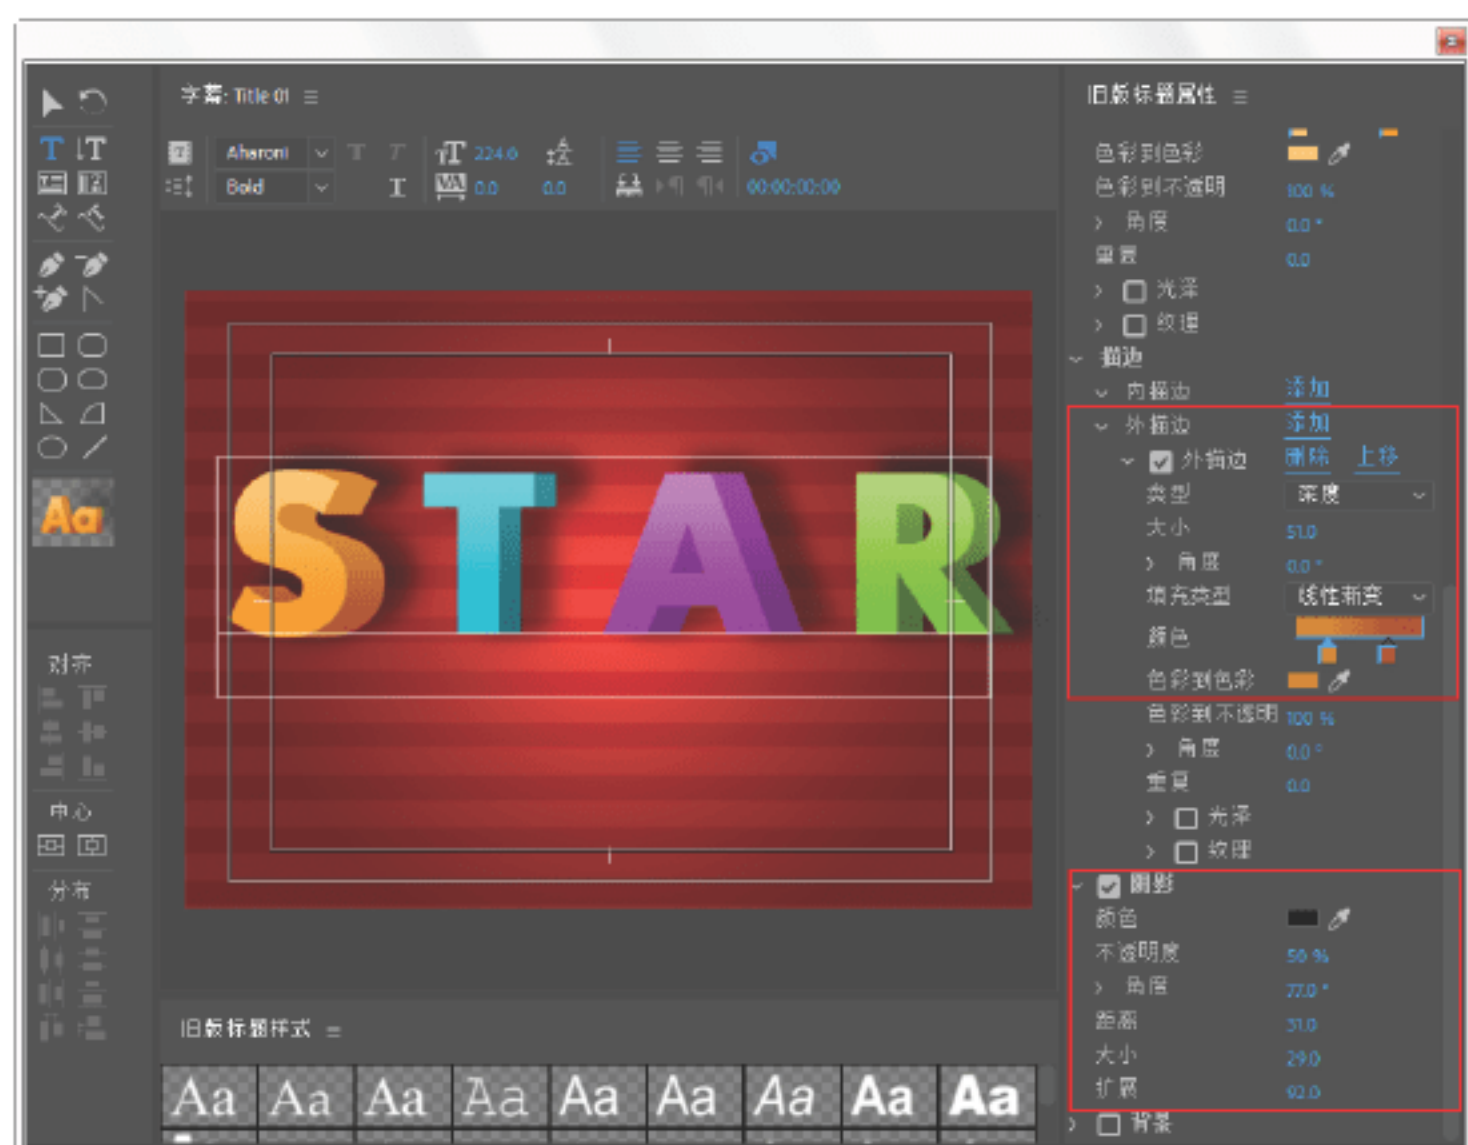 字幕: Title 01
Aharoni
224.0
Bold
0.0
0.0
00:00:00:00
对齐
中心
分布
STAR
旧版标题样式
Aa Aa Aa Aa Aa Aa Aa Aa Aa
旧版标题属性
色彩到色彩
色彩到不透明 100 %
角度 0.0 °
重复 0.0
光泽
纹理
描边
内描边 添加
外描边 添加
外描边 删除 上移
类型 深度
大小 51.0
角度 0.0 °
填充类型 线性渐变
颜色
色彩到色彩
色彩到不透明 100 %
角度 0.0 °
重复 0.0
光泽
纹理
阴影
颜色
不透明度 50 %
角度 77.0 °
距离 31.0
大小 29.0
扩展 92.0
背景